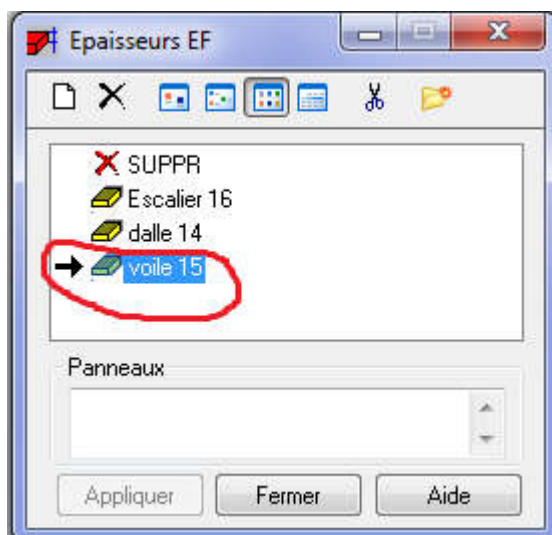 Epaisseurs EF
SUPPR
Escalier 16
dalle 14
voile 15
Panneaux
Appliquer Fermer Aide